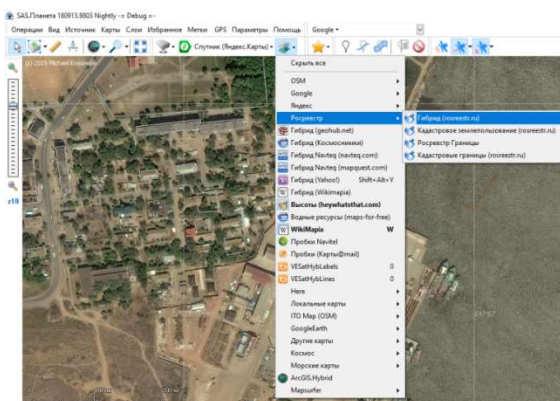 SAS.Планета 180913.9803 Nightly -= Debug =-
Операции Вид Источник Карты Слои Избранное Метки GPS Параметры Помощь Google
Спутник (Яндекс.Карты)
z18
Скрыть все
OSM
Google
Яндекс
Росреестр
Гибрид (geohub.net)
Гибрид (Космоснимки)
Гибрид Navteq (navteq.com)
Гибрид Navteq (mapquest.com)
Гибрид (Yahoo!) Shift+Alt+Y
Гибрид (Wikimapia)
Высоты (heywhatsthat.com)
Водные ресурсы (maps-for-free)
WikiMapia W
Пробки Navitel
Пробки (Карты@mail)
VESatHybLabels 0
VESatHybLines 0
Here
Локальные карты
ITO Map (OSM)
GoogleEarth
Другие карты
Космос
Морские карты
ArcGIS.Hybrid
Mapsurfer
Гибрид (rosreestr.ru)
Кадастровое землепользование (rosreestr.ru)
Росреестр Границы
Кадастровые границы (rosreestr.ru)